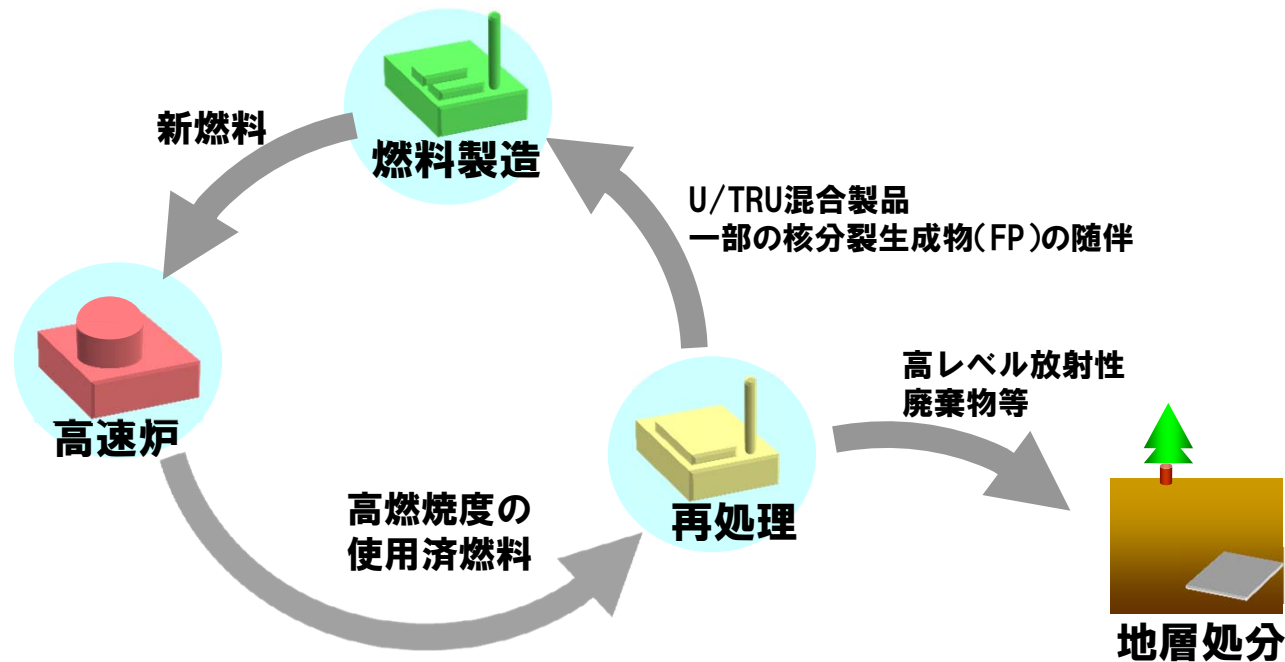 燃料製造
新燃料
U/TRU混合製品
一部の核分裂生成物(FP)の随伴
高レベル放射性
廃棄物等
高速炉
高燃焼度の
使用済燃料
再処理
地層処分